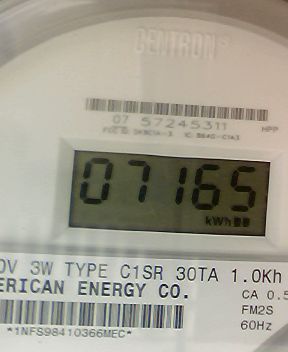 CENTRON®
07 57245311
HPP
07165
kWh
0V 3W TYPE C1SR 30TA 1.0Kh
ERICAN ENERGY CO.
CA 0.5
FM2S
*1NFS98410366MEC*
60Hz